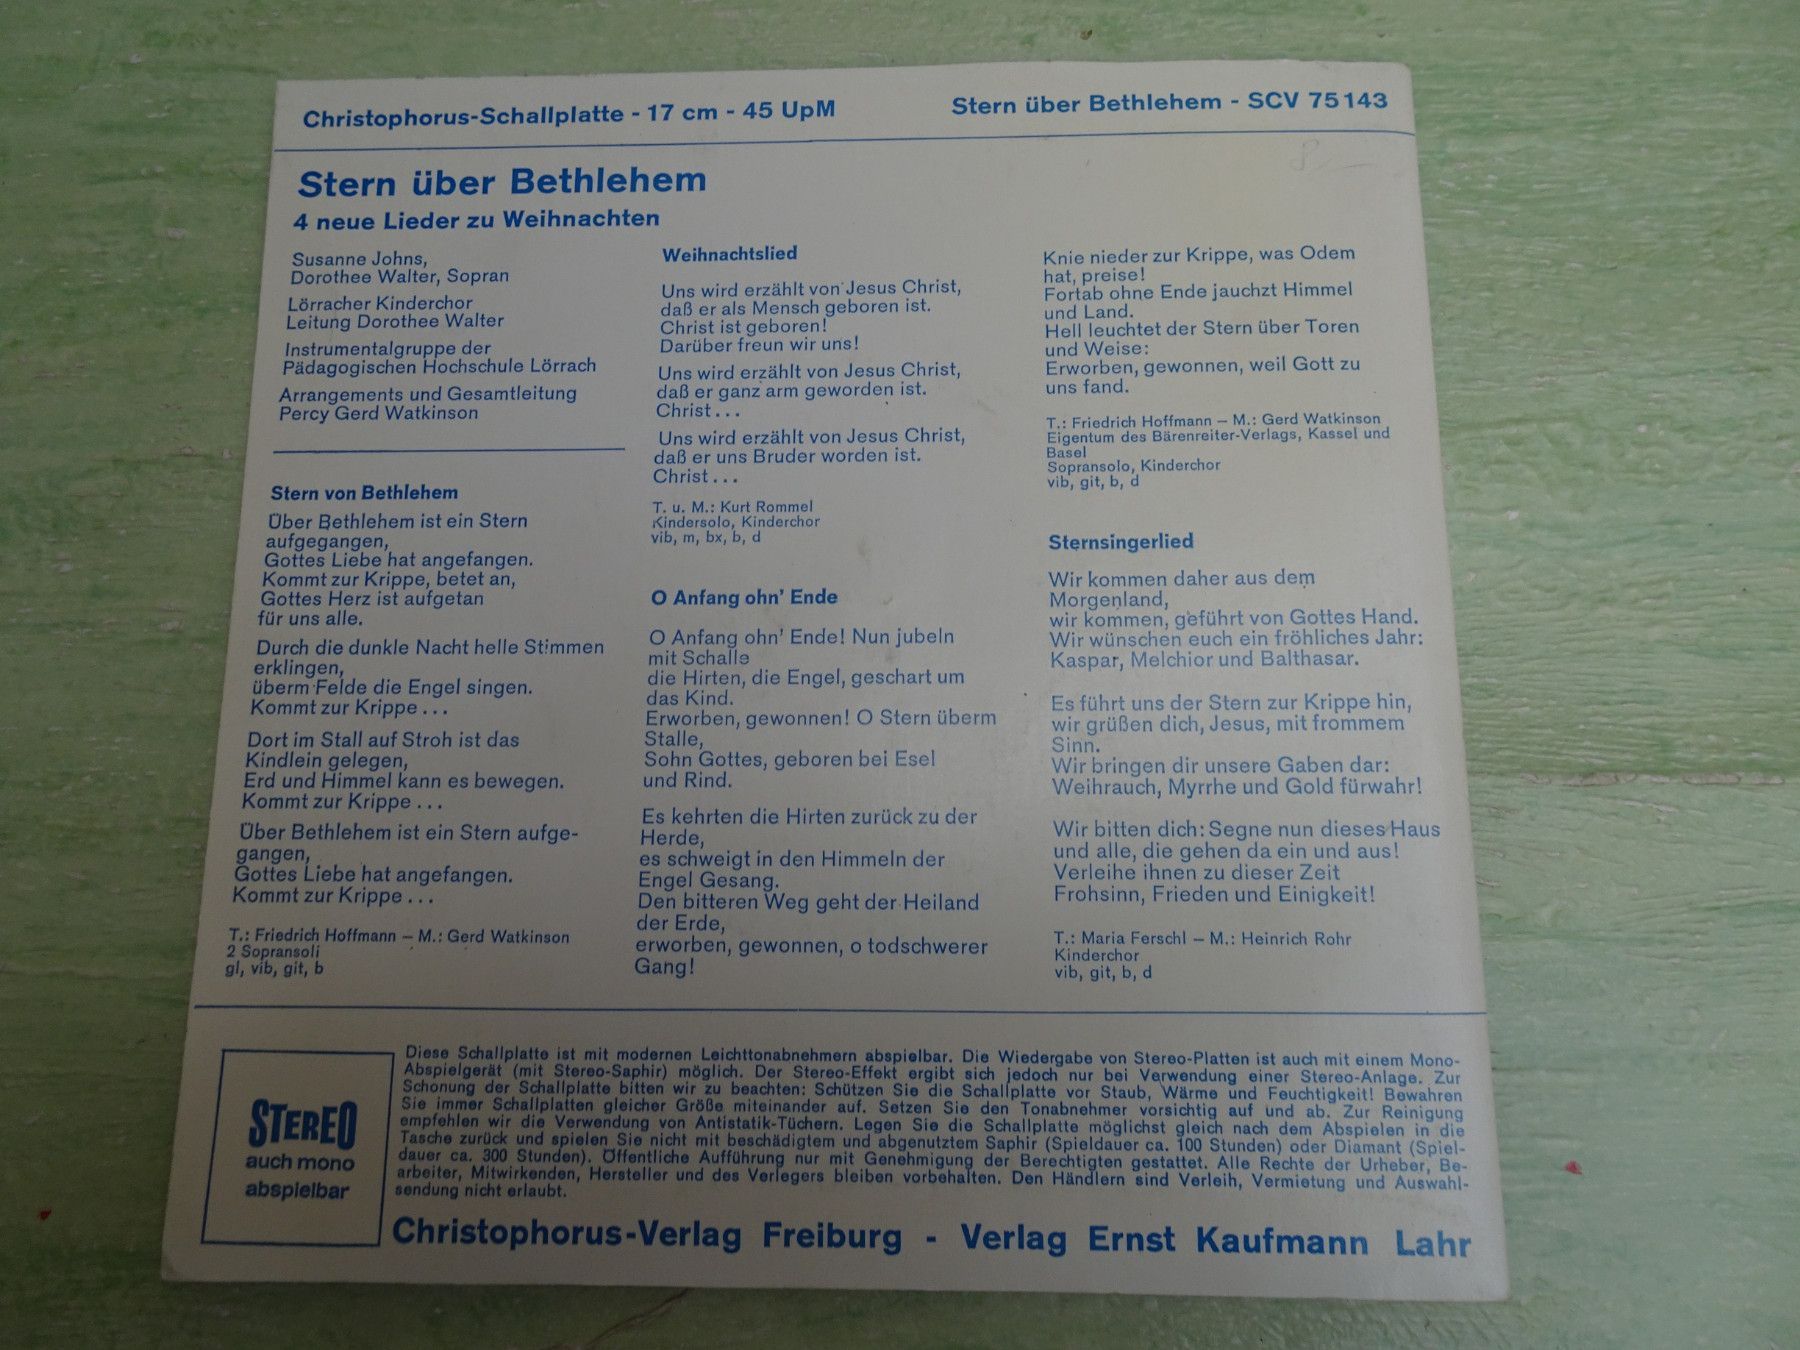 Christophorus-Schallplatte - 17 cm - 45 UpM
Stern über Bethlehem - SCV 75143
Stern über Bethlehem
4 neue Lieder zu Weihnachten
Susanne Johns,
Dorothee Walter, Sopran
Lörracher Kinderchor
Leitung Dorothee Walter
Instrumentalgruppe der
Pädagogischen Hochschule Lörrach
Arrangements und Gesamtleitung
Percy Gerd Watkinson
Stern von Bethlehem
Über Bethlehem ist ein Stern
aufgegangen,
Gottes Liebe hat angefangen.
Kommt zur Krippe, betet an,
Gottes Herz ist aufgetan
für uns alle.
Durch die dunkle Nacht helle Stimmen
erklingen,
überm Felde die Engel singen.
Kommt zur Krippe . . .
Dort im Stall auf Stroh ist das
Kindlein gelegen,
Erd und Himmel kann es bewegen.
Kommt zur Krippe . . .
Über Bethlehem ist ein Stern aufge-
gangen,
Gottes Liebe hat angefangen.
Kommt zur Krippe . . .
T.: Friedrich Hoffmann – M.: Gerd Watkinson
2 Sopransoli
gl, vib, git, b
Weihnachtslied
Uns wird erzählt von Jesus Christ,
daß er als Mensch geboren ist.
Christ ist geboren!
Darüber freun wir uns!
Uns wird erzählt von Jesus Christ,
daß er ganz arm geworden ist.
Christ . . .
Uns wird erzählt von Jesus Christ,
daß er uns Bruder worden ist.
Christ . . .
T. u. M.: Kurt Rommel
Kindersolo, Kinderchor
vib, m, bx, b, d
O Anfang ohn' Ende
O Anfang ohn' Ende! Nun jubeln
mit Schalle
die Hirten, die Engel, geschart um
das Kind.
Erworben, gewonnen! O Stern überm
Stalle,
Sohn Gottes, geboren bei Esel
und Rind.
Es kehrten die Hirten zurück zu der
Herde,
es schweigt in den Himmeln der
Engel Gesang.
Den bitteren Weg geht der Heiland
der Erde,
erworben, gewonnen, o todschwerer
Gang!
Knie nieder zur Krippe, was Odem
hat, preise!
Fortab ohne Ende jauchzt Himmel
und Land.
Hell leuchtet der Stern über Toren
und Weise:
Erworben, gewonnen, weil Gott zu
uns fand.
T.: Friedrich Hoffmann – M.: Gerd Watkinson
Eigentum des Bärenreiter-Verlags, Kassel und
Basel
Sopransolo, Kinderchor
vib, git, b, d
Sternsingerlied
Wir kommen daher aus dem
Morgenland,
wir kommen, geführt von Gottes Hand.
Wir wünschen euch ein fröhliches Jahr:
Kaspar, Melchior und Balthasar.
Es führt uns der Stern zur Krippe hin,
wir grüßen dich, Jesus, mit frommem
Sinn.
Wir bringen dir unsere Gaben dar:
Weihrauch, Myrrhe und Gold fürwahr!
Wir bitten dich: Segne nun dieses Haus
und alle, die gehen da ein und aus!
Verleihe ihnen zu dieser Zeit
Frohsinn, Frieden und Einigkeit!
T.: Maria Ferschl – M.: Heinrich Rohr
Kinderchor
vib, git, b, d
STEREO
auch mono
abspielbar
Diese Schallplatte ist mit modernen Leichttonabnehmern abspielbar. Die Wiedergabe von Stereo-Platten ist auch mit einem Mono-
Abspielgerät (mit Stereo-Saphir) möglich. Der Stereo-Effekt ergibt sich jedoch nur bei Verwendung einer Stereo-Anlage. Zur
Schonung der Schallplatte bitten wir zu beachten: Schützen Sie die Schallplatte vor Staub, Wärme und Feuchtigkeit! Bewahren
Sie immer Schallplatten gleicher Größe miteinander auf. Setzen Sie den Tonabnehmer vorsichtig auf und ab. Zur Reinigung
empfehlen wir die Verwendung von Antistatik-Tüchern. Legen Sie die Schallplatte möglichst gleich nach dem Abspielen in die
Tasche zurück und spielen Sie nicht mit beschädigtem und abgenutztem Saphir (Spieldauer ca. 100 Stunden) oder Diamant (Spiel-
dauer ca. 300 Stunden). Öffentliche Aufführung nur mit Genehmigung der Berechtigten gestattet. Alle Rechte der Urheber, Be-
arbeiter, Mitwirkenden, Hersteller und des Verlegers bleiben vorbehalten. Den Händlern sind Verleih, Vermietung und Auswahl-
sendung nicht erlaubt.
Christophorus-Verlag Freiburg - Verlag Ernst Kaufmann Lahr